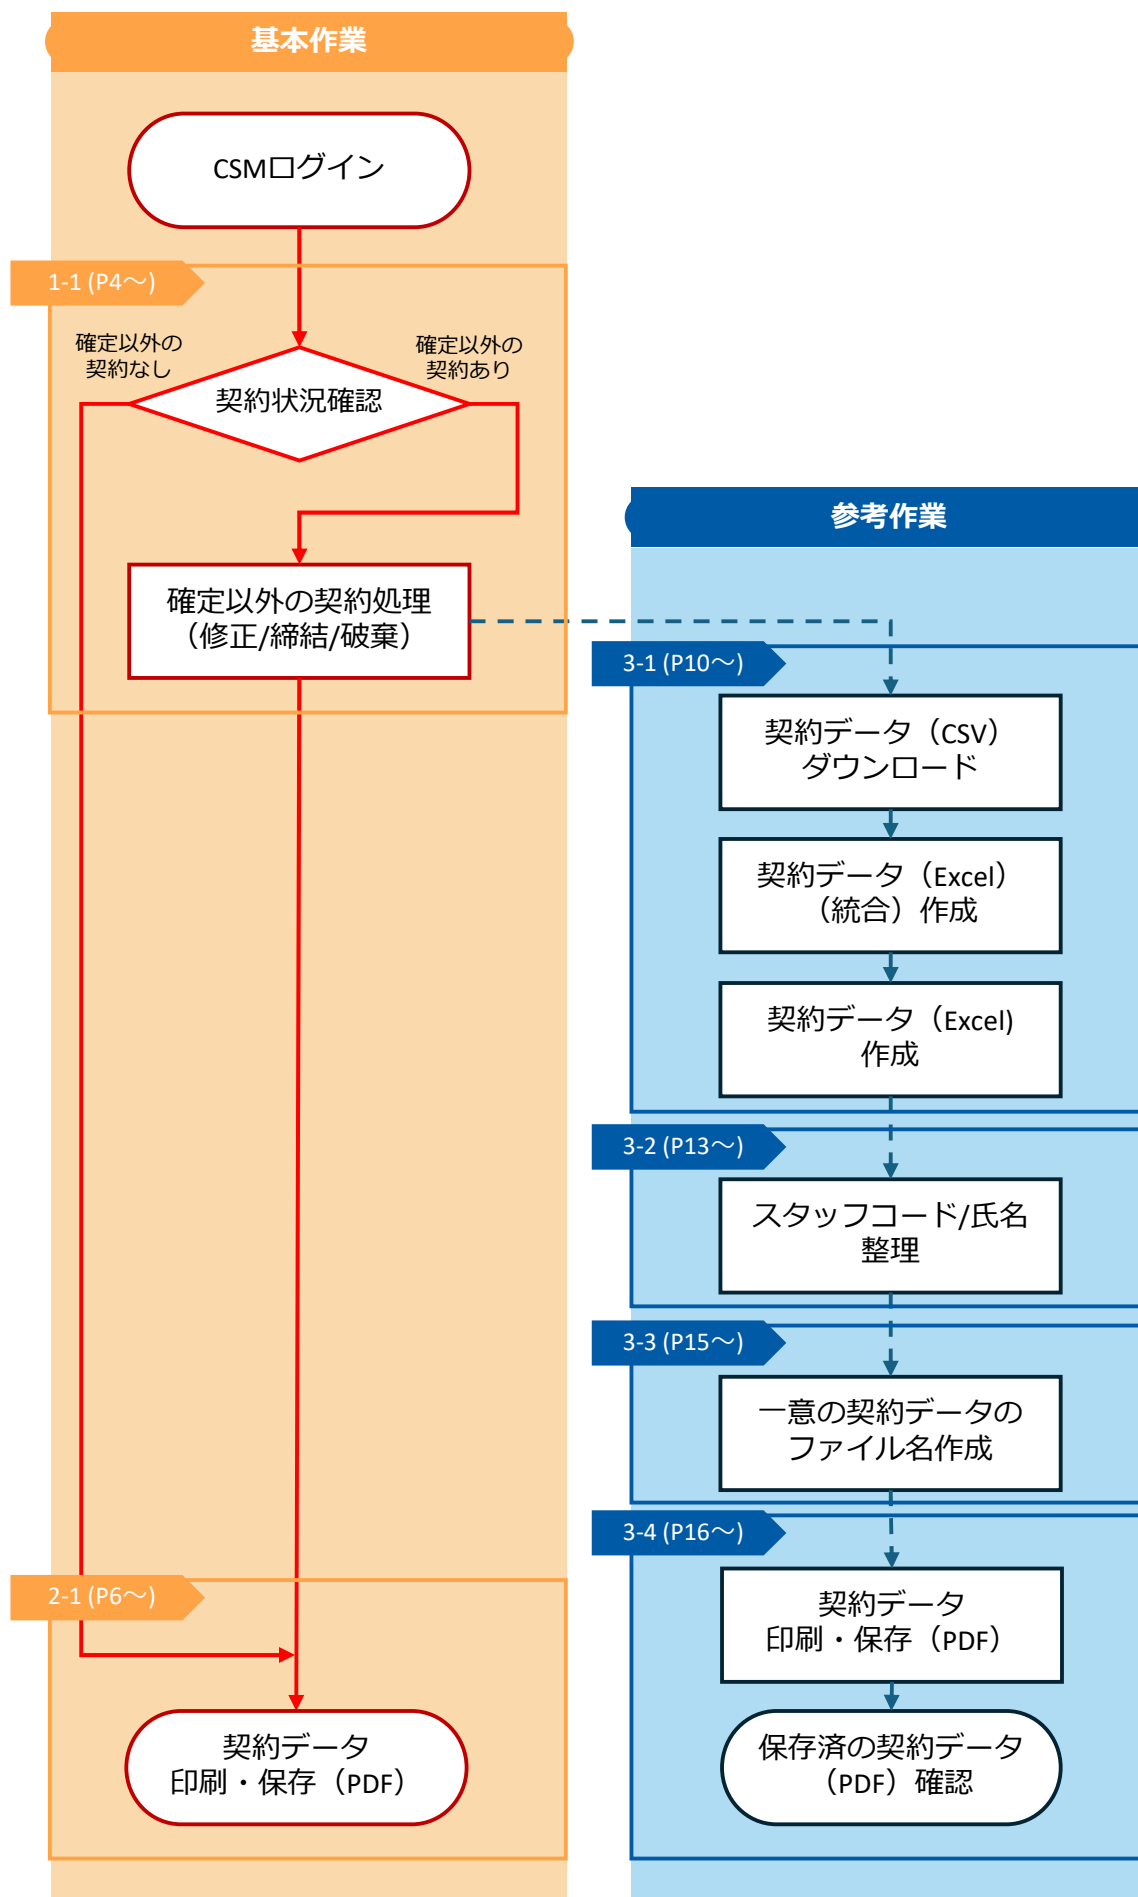 基本作業
CSMログイン
1-1 (P4～)
確定以外の
契約なし
確定以外の
契約あり
契約状況確認
確定以外の契約処理
（修正/締結/破棄）
2-1 (P6～)
契約データ
印刷・保存（PDF）
参考作業
3-1 (P10～)
契約データ（CSV）
ダウンロード
契約データ（Excel）
（統合）作成
契約データ（Excel)
作成
3-2 (P13～)
スタッフコード/氏名
整理
3-3 (P15～)
一意の契約データの
ファイル名作成
3-4 (P16～)
契約データ
印刷・保存（PDF）
保存済の契約データ
（PDF）確認